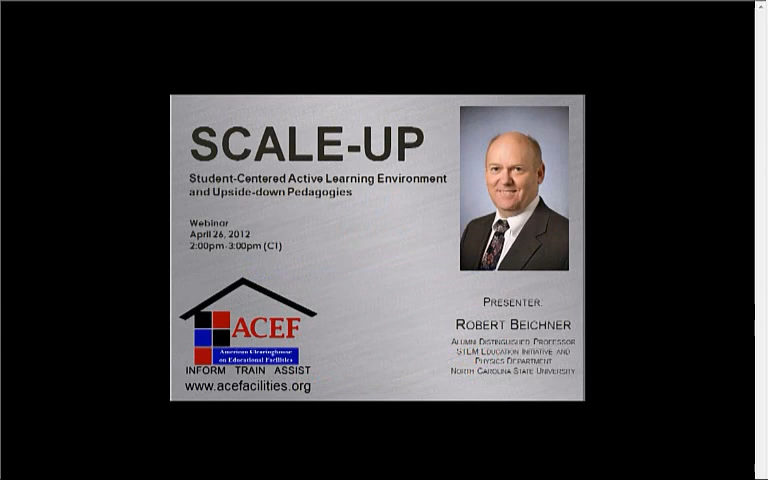 SCALE-UP
Student-Centered Active Learning Environment
and Upside-down Pedagogies
Webinar
April 26, 2012
2:00pm-3:00pm (CT)
ACEF
American Clearinghouse
on Educational Facilities
INFORM TRAIN ASSIST
www.acefacilities.org
PRESENTER:
ROBERT BEICHNER
ALUMNI DISTINGUISHED PROFESSOR
STEM EDUCATION INITIATIVE AND
PHYSICS DEPARTMENT
NORTH CAROLINA STATE UNIVERSITY